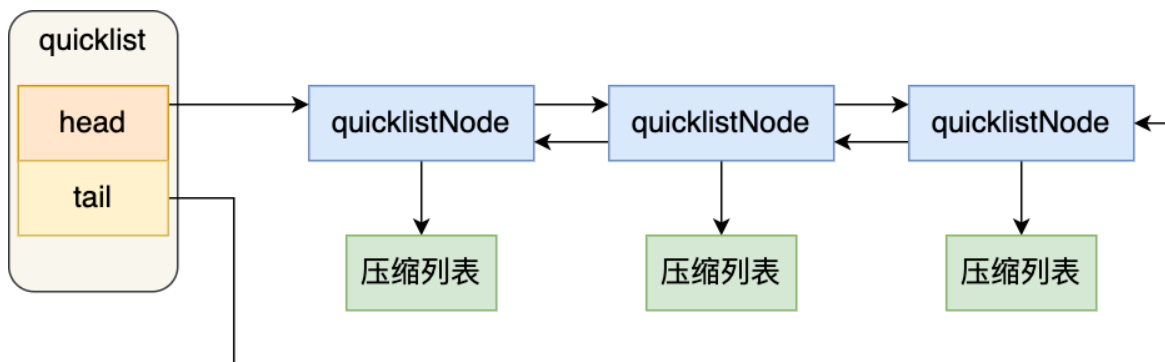 quicklist
head
quicklistNode
quicklistNode
quicklistNode
tail
压缩列表
压缩列表
压缩列表